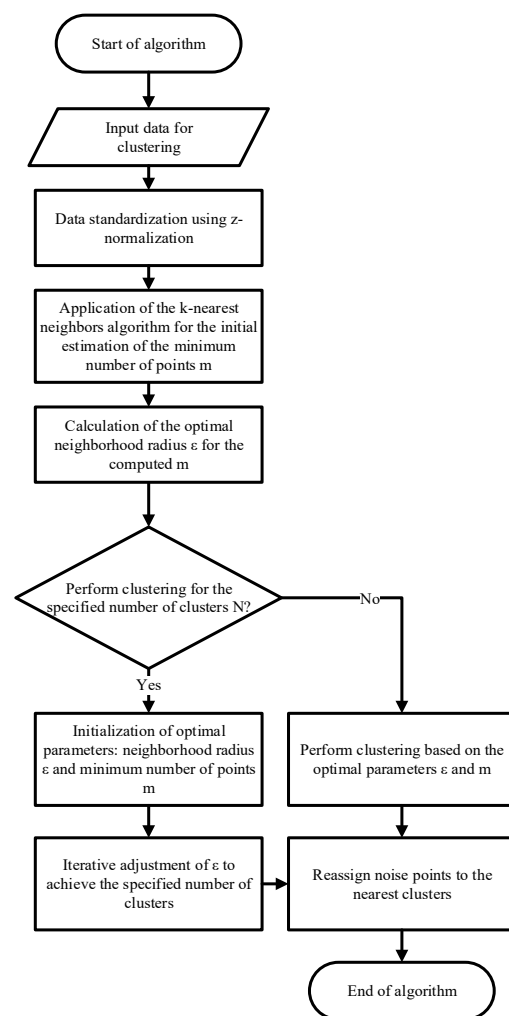 Start of algorithm
Input data for
clustering
Data standardization using z-
normalization
Application of the k-nearest
neighbors algorithm for the initial
estimation of the minimum
number of points m
Calculation of the optimal
neighborhood radius ε for the
computed m
Perform clustering for the
specified number of clusters N?
No
Yes
Initialization of optimal
parameters: neighborhood radius
ε and minimum number of points
m
Perform clustering based on the
optimal parameters ε and m
Iterative adjustment of ε to
achieve the specified number of
clusters
Reassign noise points to the
nearest clusters
End of algorithm